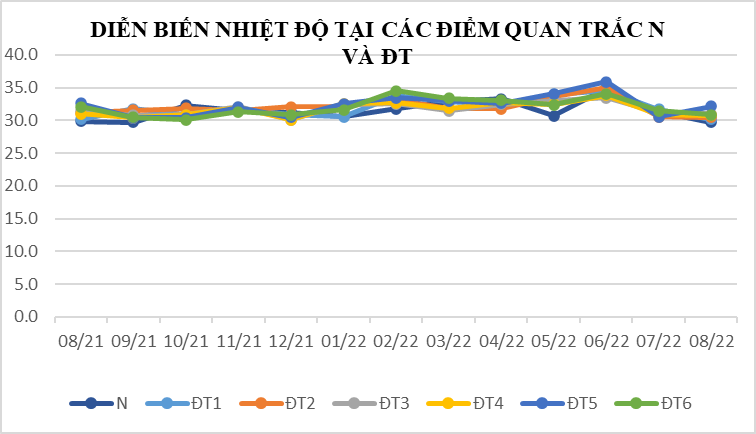 DIỄN BIẾN NHIỆT ĐỘ TẠI CÁC ĐIỂM QUAN TRẮC N
VÀ ĐT
40.0
35.0
30.0
25.0
20.0
15.0
10.0
5.0
0.0
08/21 09/21 10/21 11/21 12/21 01/22 02/22 03/22 04/22 05/22 06/22 07/22 08/22
N ĐT1 ĐT2 ĐT3 ĐT4 ĐT5 ĐT6